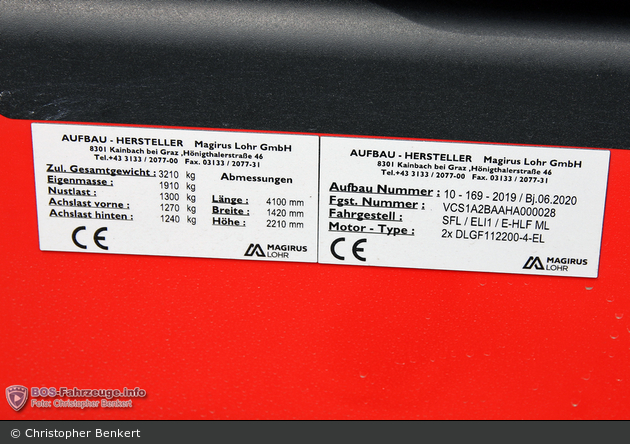 AUFBAU - HERSTELLER Magirus Lohr GmbH
8301 Kainbach bei Graz ,Hönigthalerstraße 46
Tel.+43 3133 / 2077-00 Fax. 03133 / 2077-31
Zul. Gesamtgewicht : 3210 kg
Eigenmasse : 1910 kg
Nustlast : 1300 kg
Achslast vorne : 1270 kg
Achslast hinten : 1240 kg
Abmessungen
Länge : 4100 mm
Breite : 1420 mm
Höhe : 2210 mm
CE
MAGIRUS
LOHR
AUFBAU - HERSTELLER Magirus Lohr GmbH
8301 Kainbach bei Graz ,Hönigthalerstraße 46
Tel.+43 3133 / 2077-00 Fax. 03133 / 2077-31
Aufbau Nummer : 10 - 169 - 2019 / Bj.06.2020
Fgst. Nummer : VCS1A2BAAHA000028
Fahrgestell : SFL / ELI1 / E-HLF ML
Motor - Type : 2x DLGF112200-4-EL
CE
MAGIRUS
LOHR
BOS-Fahrzeuge.Info
Foto: Christopher Benkert
© Christopher Benkert